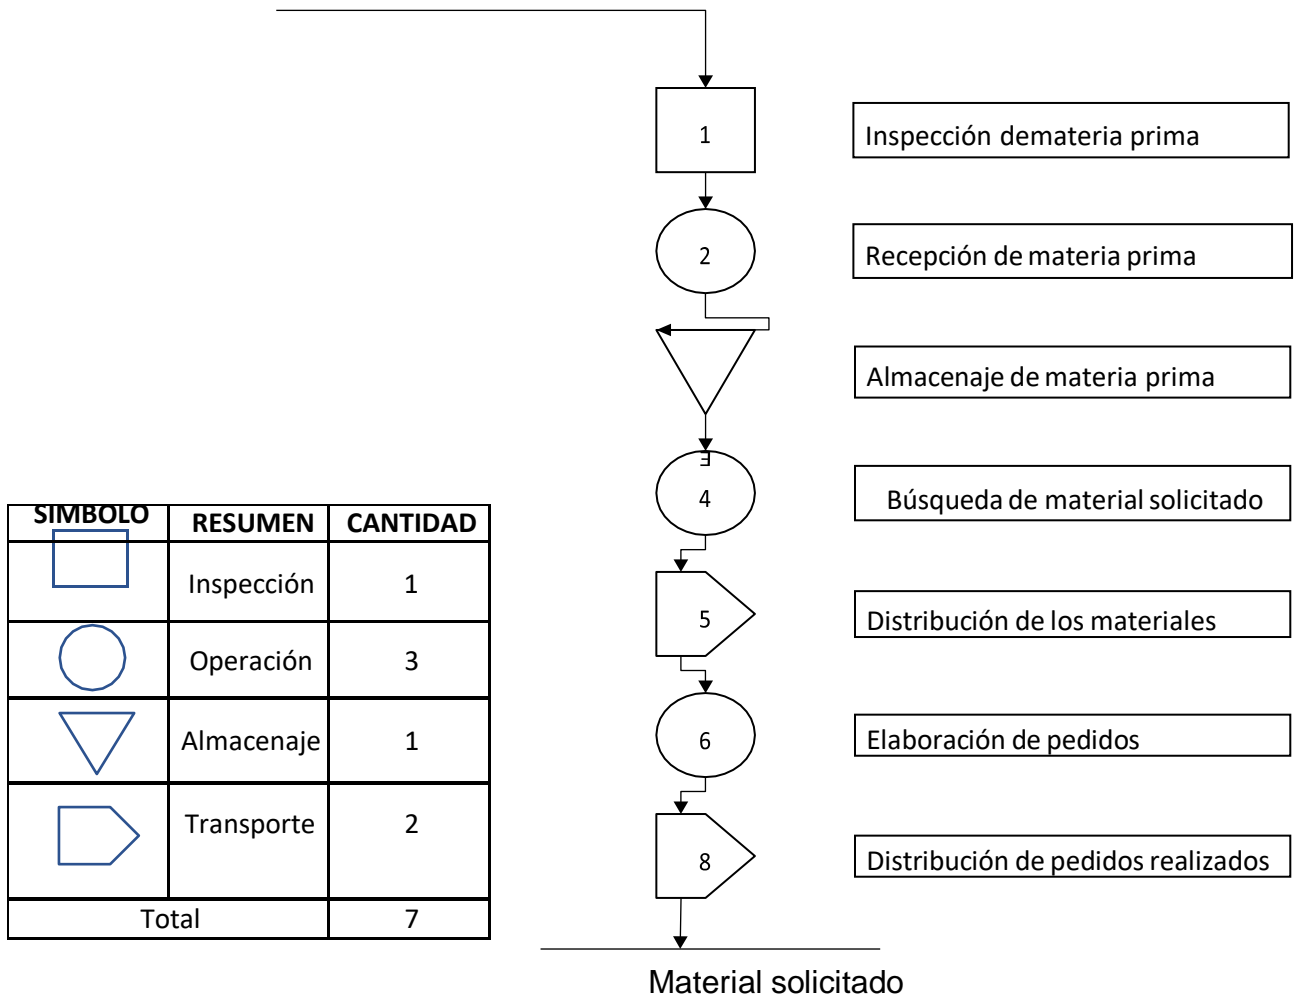 1
Inspección demateria prima
2
Recepción de materia prima
Almacenaje de materia prima
4
Búsqueda de material solicitado
SIMBOLO RESUMEN CANTIDAD
Inspección 1
Operación 3
Almacenaje 1
Transporte 2
Total 7
5
Distribución de los materiales
6
Elaboración de pedidos
8
Distribución de pedidos realizados
Material solicitado